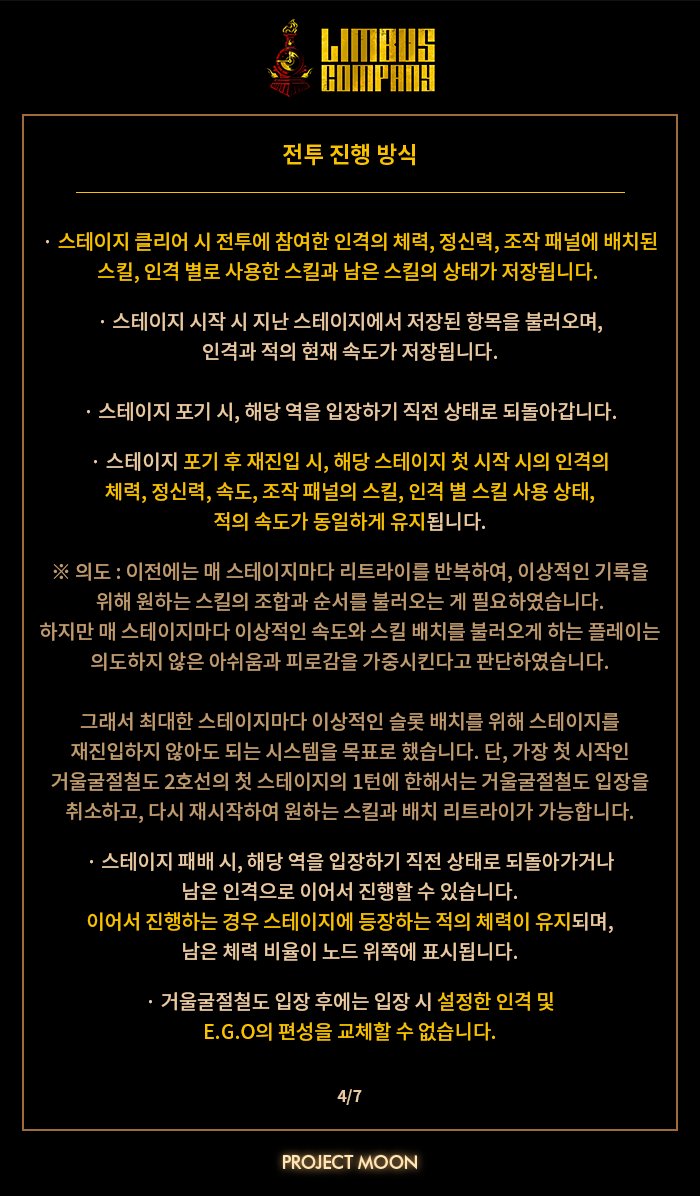 LIMBUS
COMPANY
전투 진행 방식
· 스테이지 클리어 시 전투에 참여한 인격의 체력, 정신력, 조작 패널에 배치된
스킬, 인격 별로 사용한 스킬과 남은 스킬의 상태가 저장됩니다.
· 스테이지 시작 시 지난 스테이지에서 저장된 항목을 불러오며,
인격과 적의 현재 속도가 저장됩니다.
· 스테이지 포기 시, 해당 역을 입장하기 직전 상태로 되돌아갑니다.
· 스테이지 포기 후 재진입 시, 해당 스테이지 첫 시작 시의 인격의
체력, 정신력, 속도, 조작 패널의 스킬, 인격 별 스킬 사용 상태,
적의 속도가 동일하게 유지됩니다.
※ 의도 : 이전에는 매 스테이지마다 리트라이를 반복하여, 이상적인 기록을
위해 원하는 스킬의 조합과 순서를 불러오는 게 필요하였습니다.
하지만 매 스테이지마다 이상적인 속도와 스킬 배치를 불러오게 하는 플레이는
의도하지 않은 아쉬움과 피로감을 가중시킨다고 판단하였습니다.
그래서 최대한 스테이지마다 이상적인 슬롯 배치를 위해 스테이지를
재진입하지 않아도 되는 시스템을 목표로 했습니다. 단, 가장 첫 시작인
거울굴절철도 2호선의 첫 스테이지의 1턴에 한해서는 거울굴절철도 입장을
취소하고, 다시 재시작하여 원하는 스킬과 배치 리트라이가 가능합니다.
· 스테이지 패배 시, 해당 역을 입장하기 직전 상태로 되돌아가거나
남은 인격으로 이어서 진행할 수 있습니다.
이어서 진행하는 경우 스테이지에 등장하는 적의 체력이 유지되며,
남은 체력 비율이 노드 위쪽에 표시됩니다.
· 거울굴절철도 입장 후에는 입장 시 설정한 인격 및
E.G.O의 편성을 교체할 수 없습니다.
4/7
PROJECT MOON